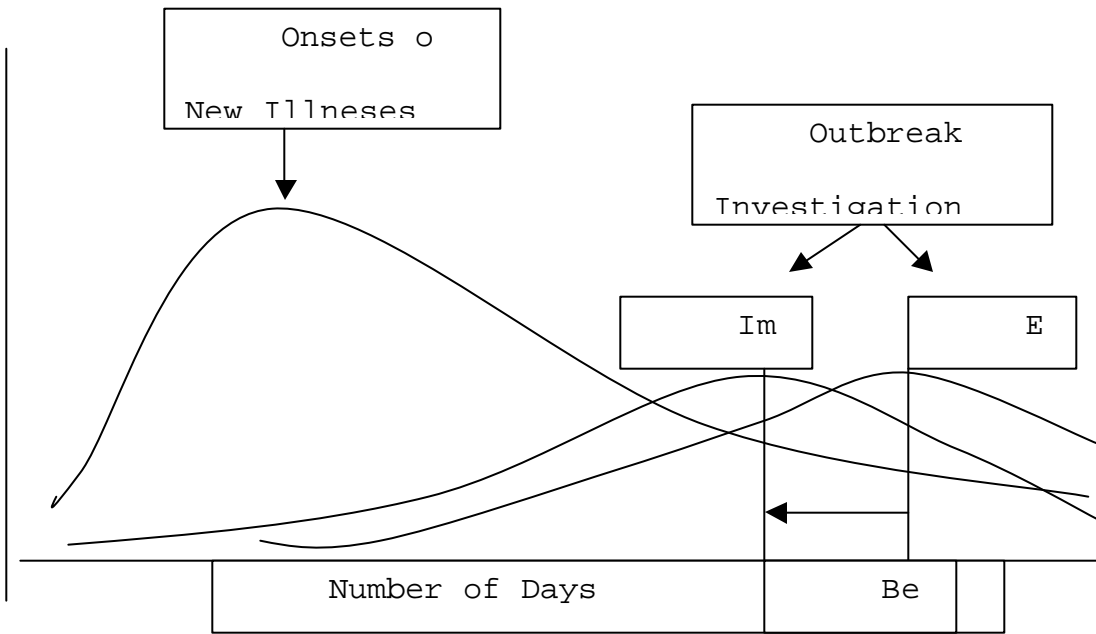 Onsets o
New Illneses
Outbreak
Investigation
Im
E
Number of Days
Be